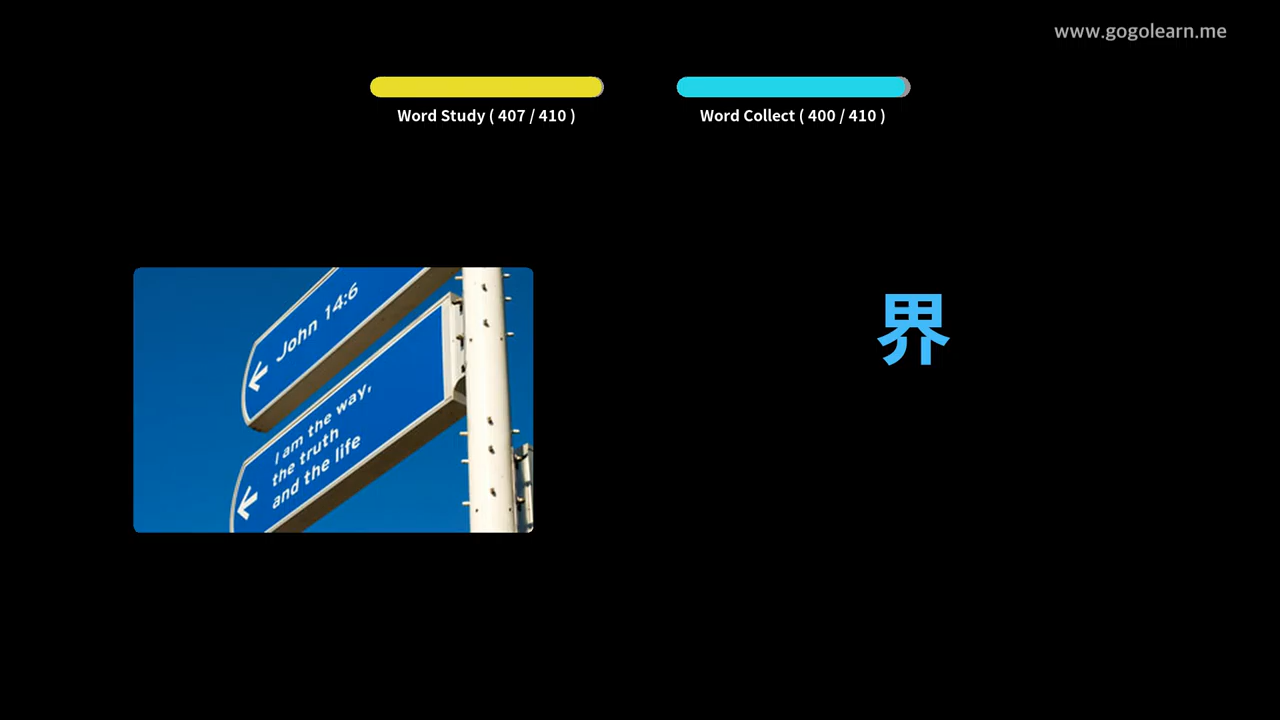 www.gogolearn.me
Word Study ( 407 / 410 )
Word Collect ( 400 / 410 )
John 14:6
I am the way,
the truth
and the life
界